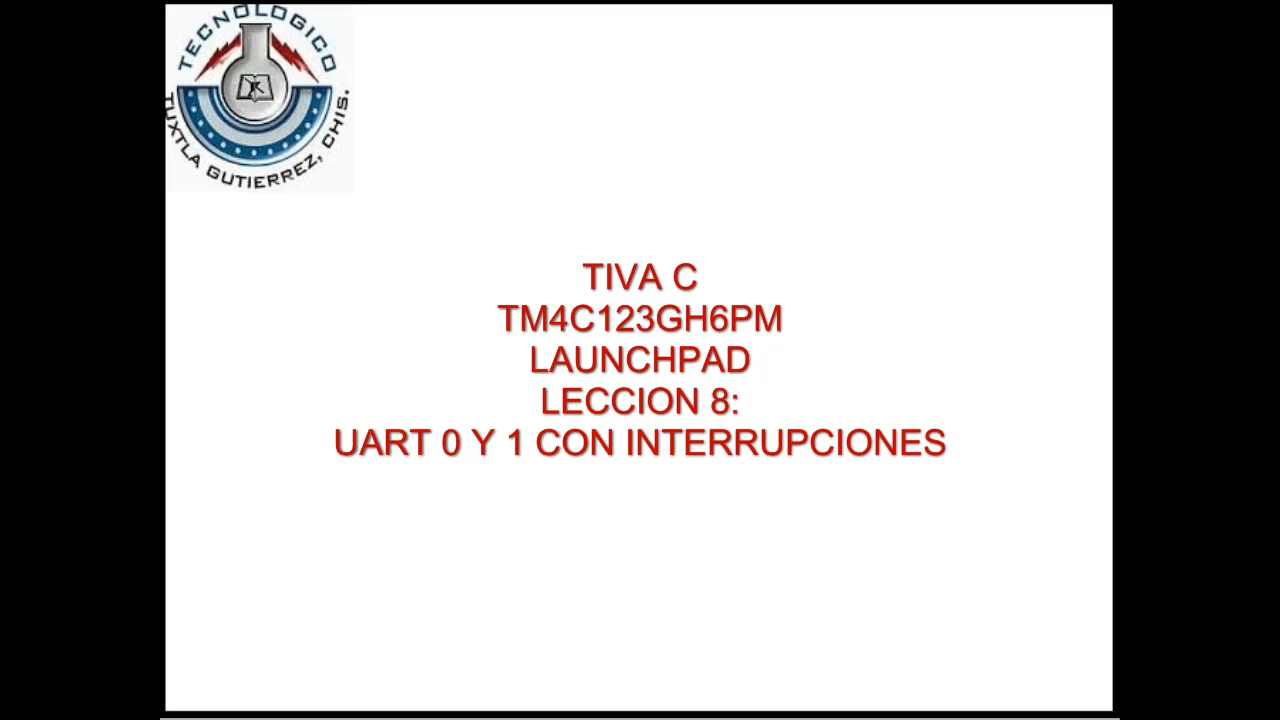 TECNOLOGICO
TUXTLA GUTIERREZ, CHIS.
TIVA C
TM4C123GH6PM
LAUNCHPAD
LECCION 8:
UART 0 Y 1 CON INTERRUPCIONES